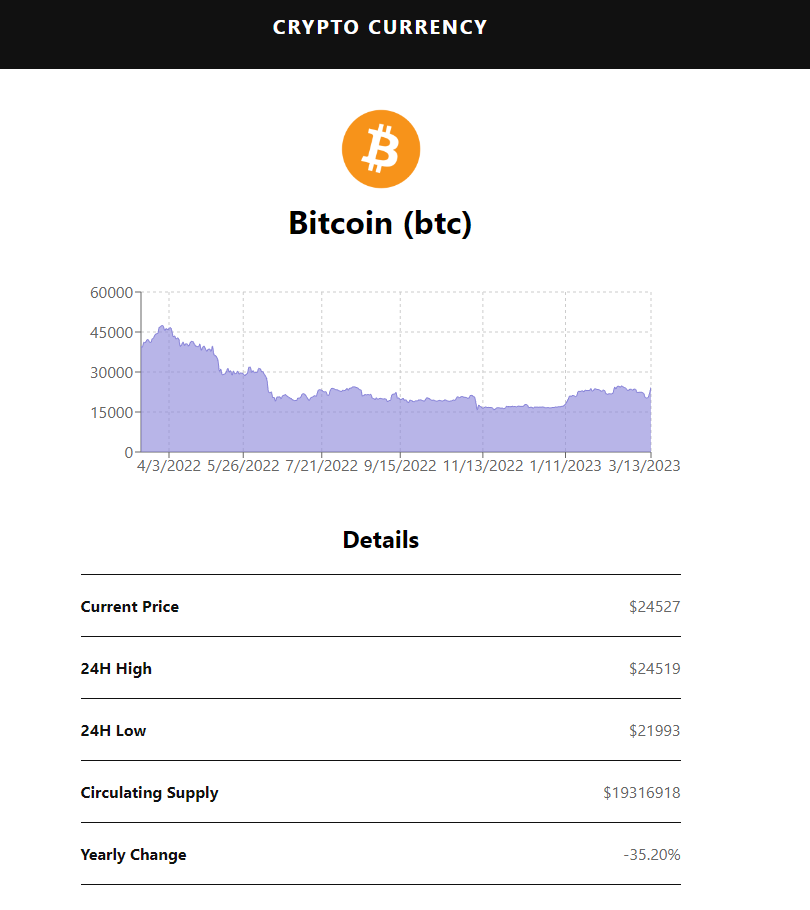 CRYPTO CURRENCY
Bitcoin (btc)
60000
45000
30000
15000
0
4/3/2022 5/26/2022 7/21/2022 9/15/2022 11/13/2022 1/11/2023 3/13/2023
Details
Current Price $24527
24H High $24519
24H Low $21993
Circulating Supply $19316918
Yearly Change -35.20%